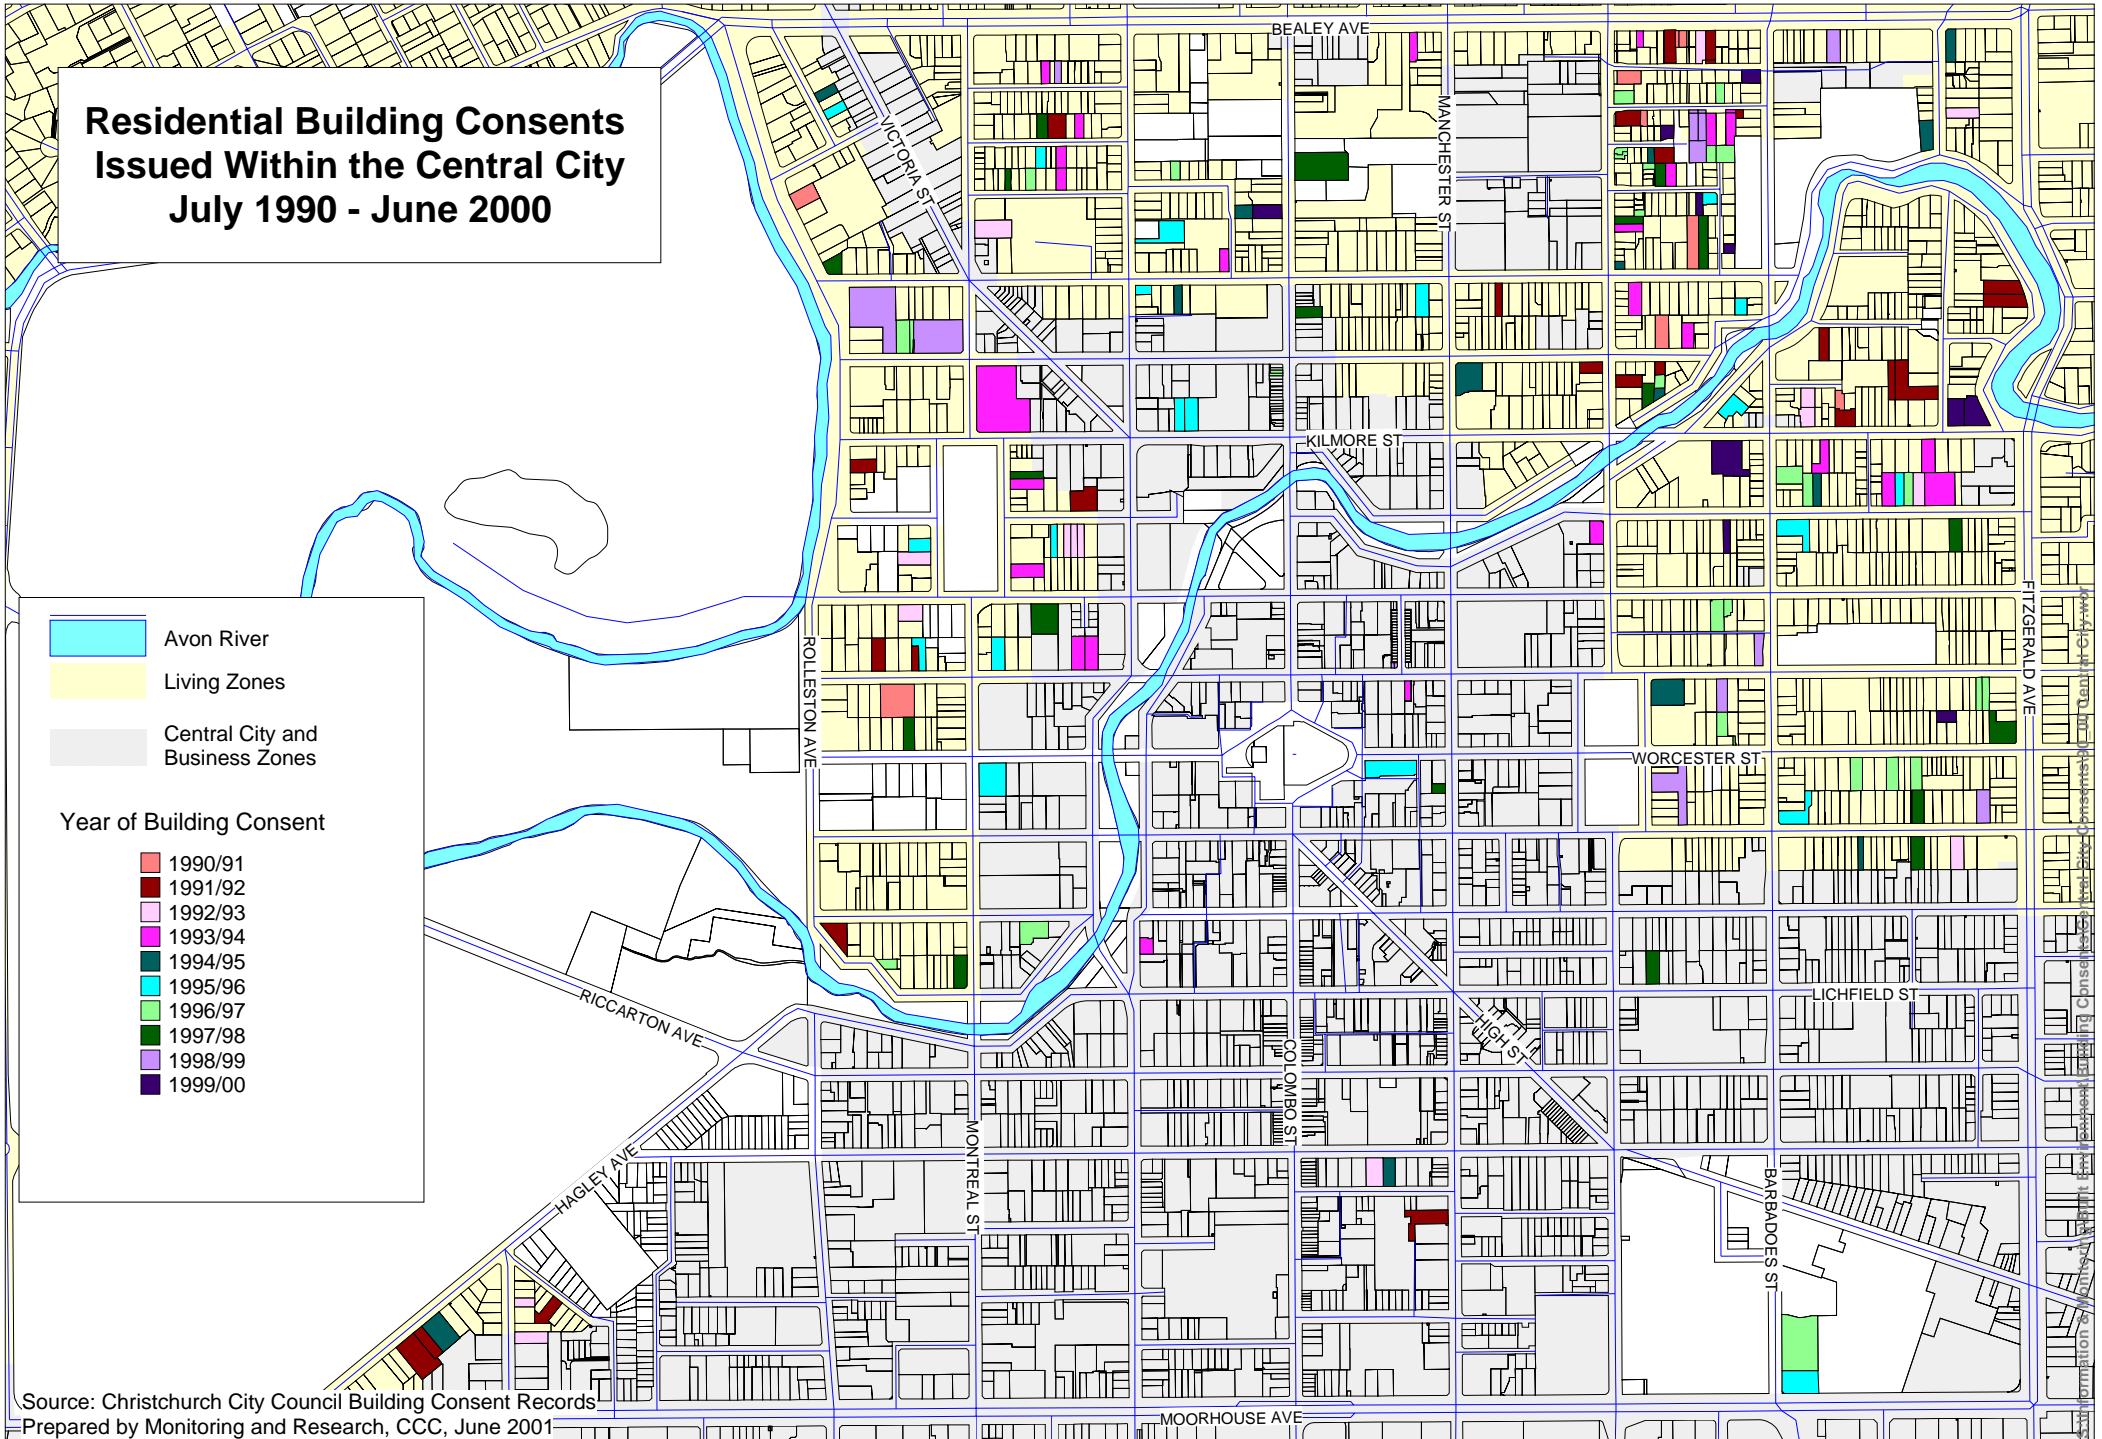 Residential Building Consents
Issued Within the Central City
July 1990 - June 2000
BEALEY AVE
VICTORIA ST
MANCHESTER ST
KILMORE ST
FITZGERALD AVE
ROLLESTON AVE
WORCESTER ST
LICHFIELD ST
RICCARTON AVE
HIGH ST
COLOMBO ST
MONTREAL ST
HAGLEY AVE
BARBADOES ST
MOORHOUSE AVE
Avon River
Living Zones
Central City and
Business Zones
Year of Building Consent
1990/91
1991/92
1992/93
1993/94
1994/95
1995/96
1996/97
1997/98
1998/99
1999/00
Source: Christchurch City Council Building Consent Records
Prepared by Monitoring and Research, CCC, June 2001